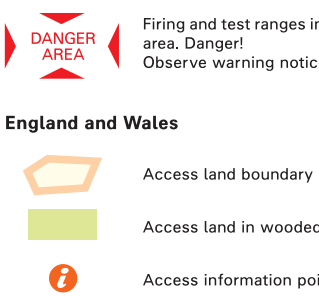 DANGER
AREA
Firing and test ranges in
area. Danger!
Observe warning notic
England and Wales
Access land boundary
Access land in wooded
i
Access information poi